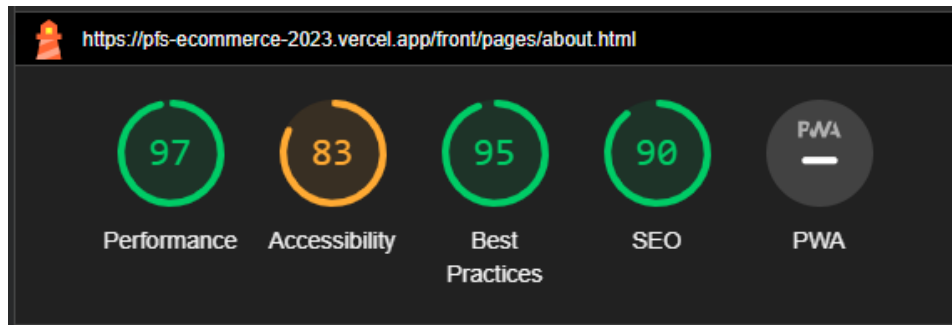 https://pfs-ecommerce-2023.vercel.app/front/pages/about.html
97 83 95 90 PWA
Performance Accessibility Best Practices SEO PWA